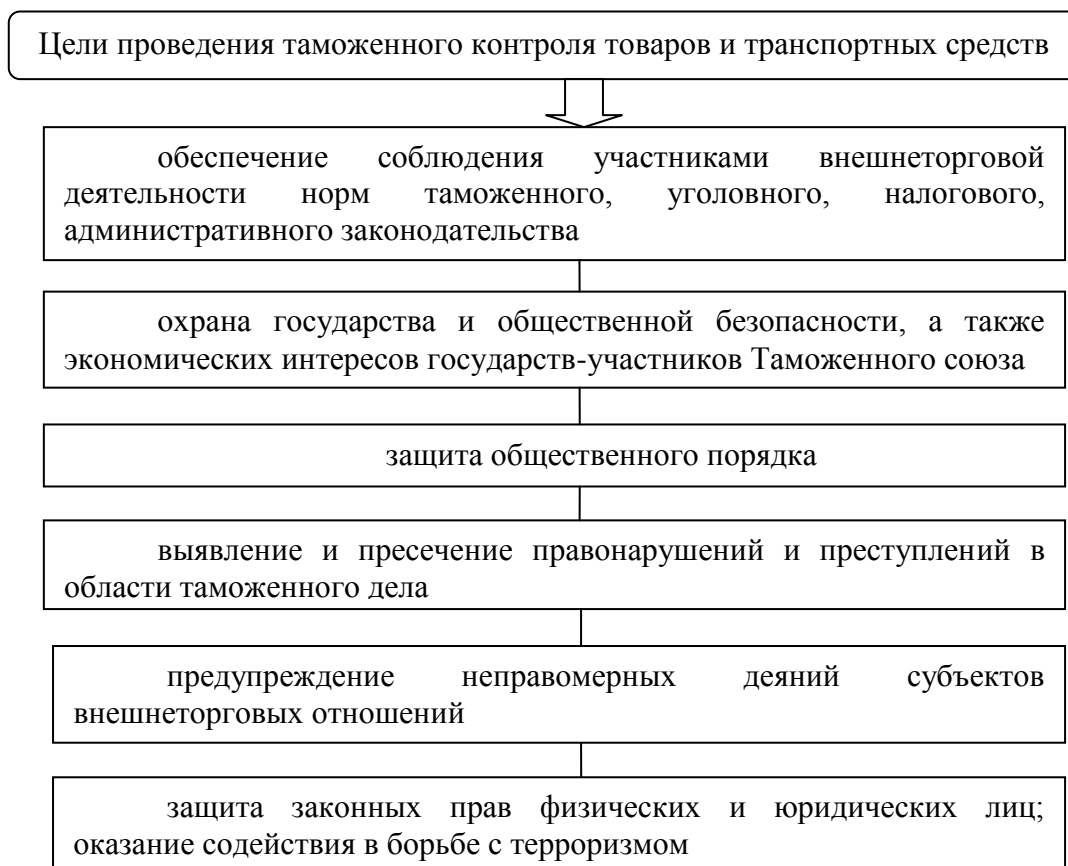 Цели проведения таможенного контроля товаров и транспортных средств
обеспечение соблюдения участниками внешнеторговой
деятельности норм таможенного, уголовного, налогового,
административного законодательства
охрана государства и общественной безопасности, а также
экономических интересов государств-участников Таможенного союза
защита общественного порядка
выявление и пресечение правонарушений и преступлений в
области таможенного дела
предупреждение неправомерных деяний субъектов
внешнеторговых отношений
защита законных прав физических и юридических лиц;
оказание содействия в борьбе с терроризмом